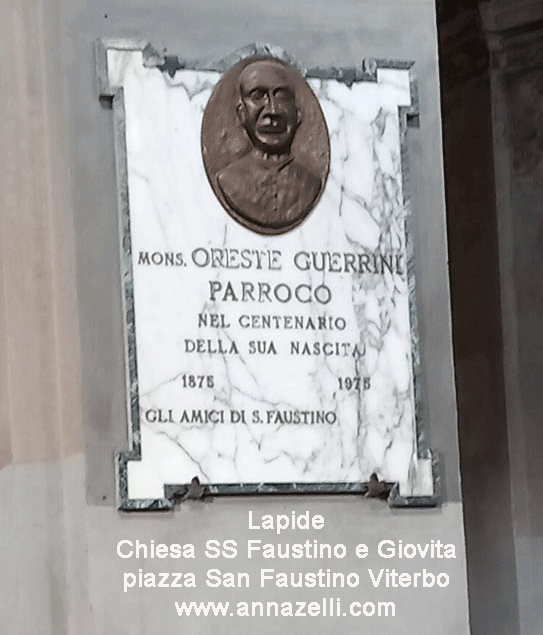 MONS. ORESTE GUERRINI
PARROCO
NEL CENTENARIO
DELLA SUA NASCITA
1875 1975
GLI AMICI DI S. FAUSTINO
Lapide
Chiesa SS Faustino e Giovita
piazza San Faustino Viterbo
www.annazelli.com